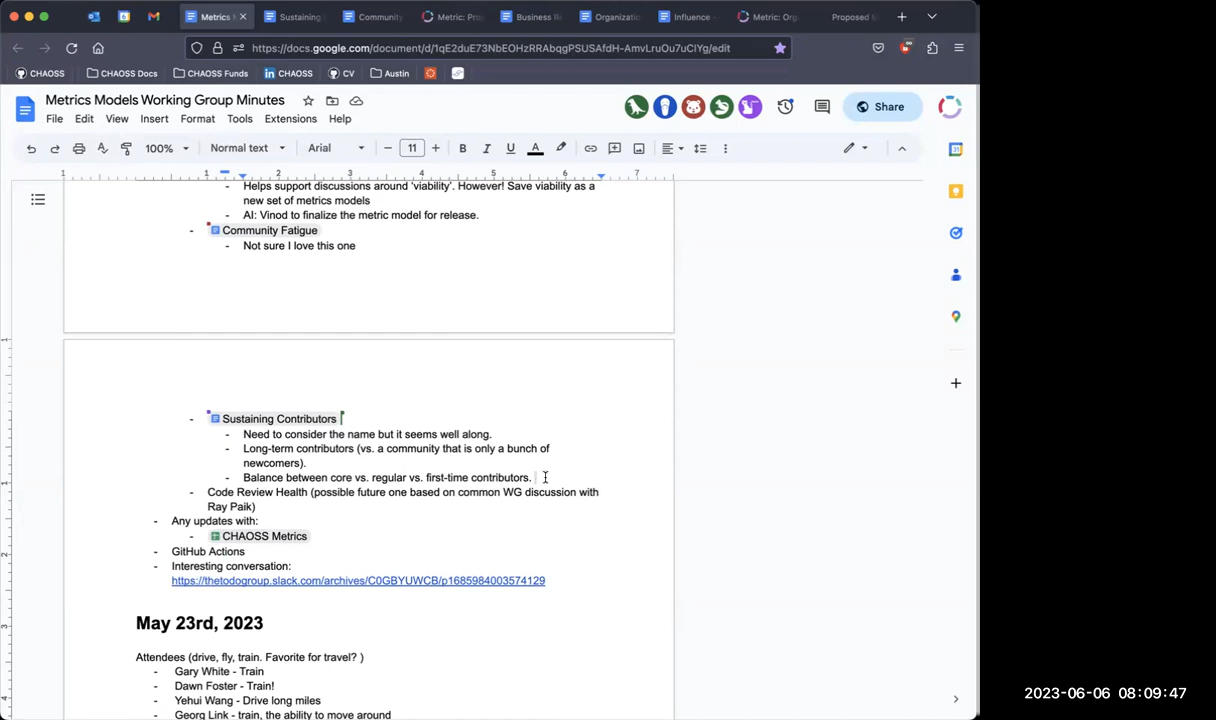 Metrics M
Sustaining
Community
Metric: Pro
Business R
Organizatio
Influence
Metric: Org
Proposed M
https://docs.google.com/document/d/1qE2duE73NbEOHzRRAbqgPSUSAfdH-AmvLruOu7uClYg/edit
CHAOSS
CHAOSS Docs
CHAOSS Funds
CHAOSS
CV
Austin
Metrics Models Working Group Minutes
Share
File Edit View Insert Format Tools Extensions Help
100% Normal text Arial 11
1 1 2 3 4 5 6 7
Helps support discussions around 'viability'. However! Save viability as a
new set of metrics models
- AI: Vinod to finalize the metric model for release.
- Community Fatigue
- Not sure I love this one
- Sustaining Contributors
- Need to consider the name but it seems well along.
- Long-term contributors (vs. a community that is only a bunch of
newcomers).
- Balance between core vs. regular vs. first-time contributors.
- Code Review Health (possible future one based on common WG discussion with
Ray Paik)
- Any updates with:
- CHAOSS Metrics
- GitHub Actions
- Interesting conversation:
https://thetodogroup.slack.com/archives/C0GBYUWCB/p1685984003574129
May 23rd, 2023
Attendees (drive, fly, train. Favorite for travel? )
- Gary White - Train
- Dawn Foster - Train!
- Yehui Wang - Drive long miles
- Georg Link - train, the ability to move around
2023-06-06 08:09:47